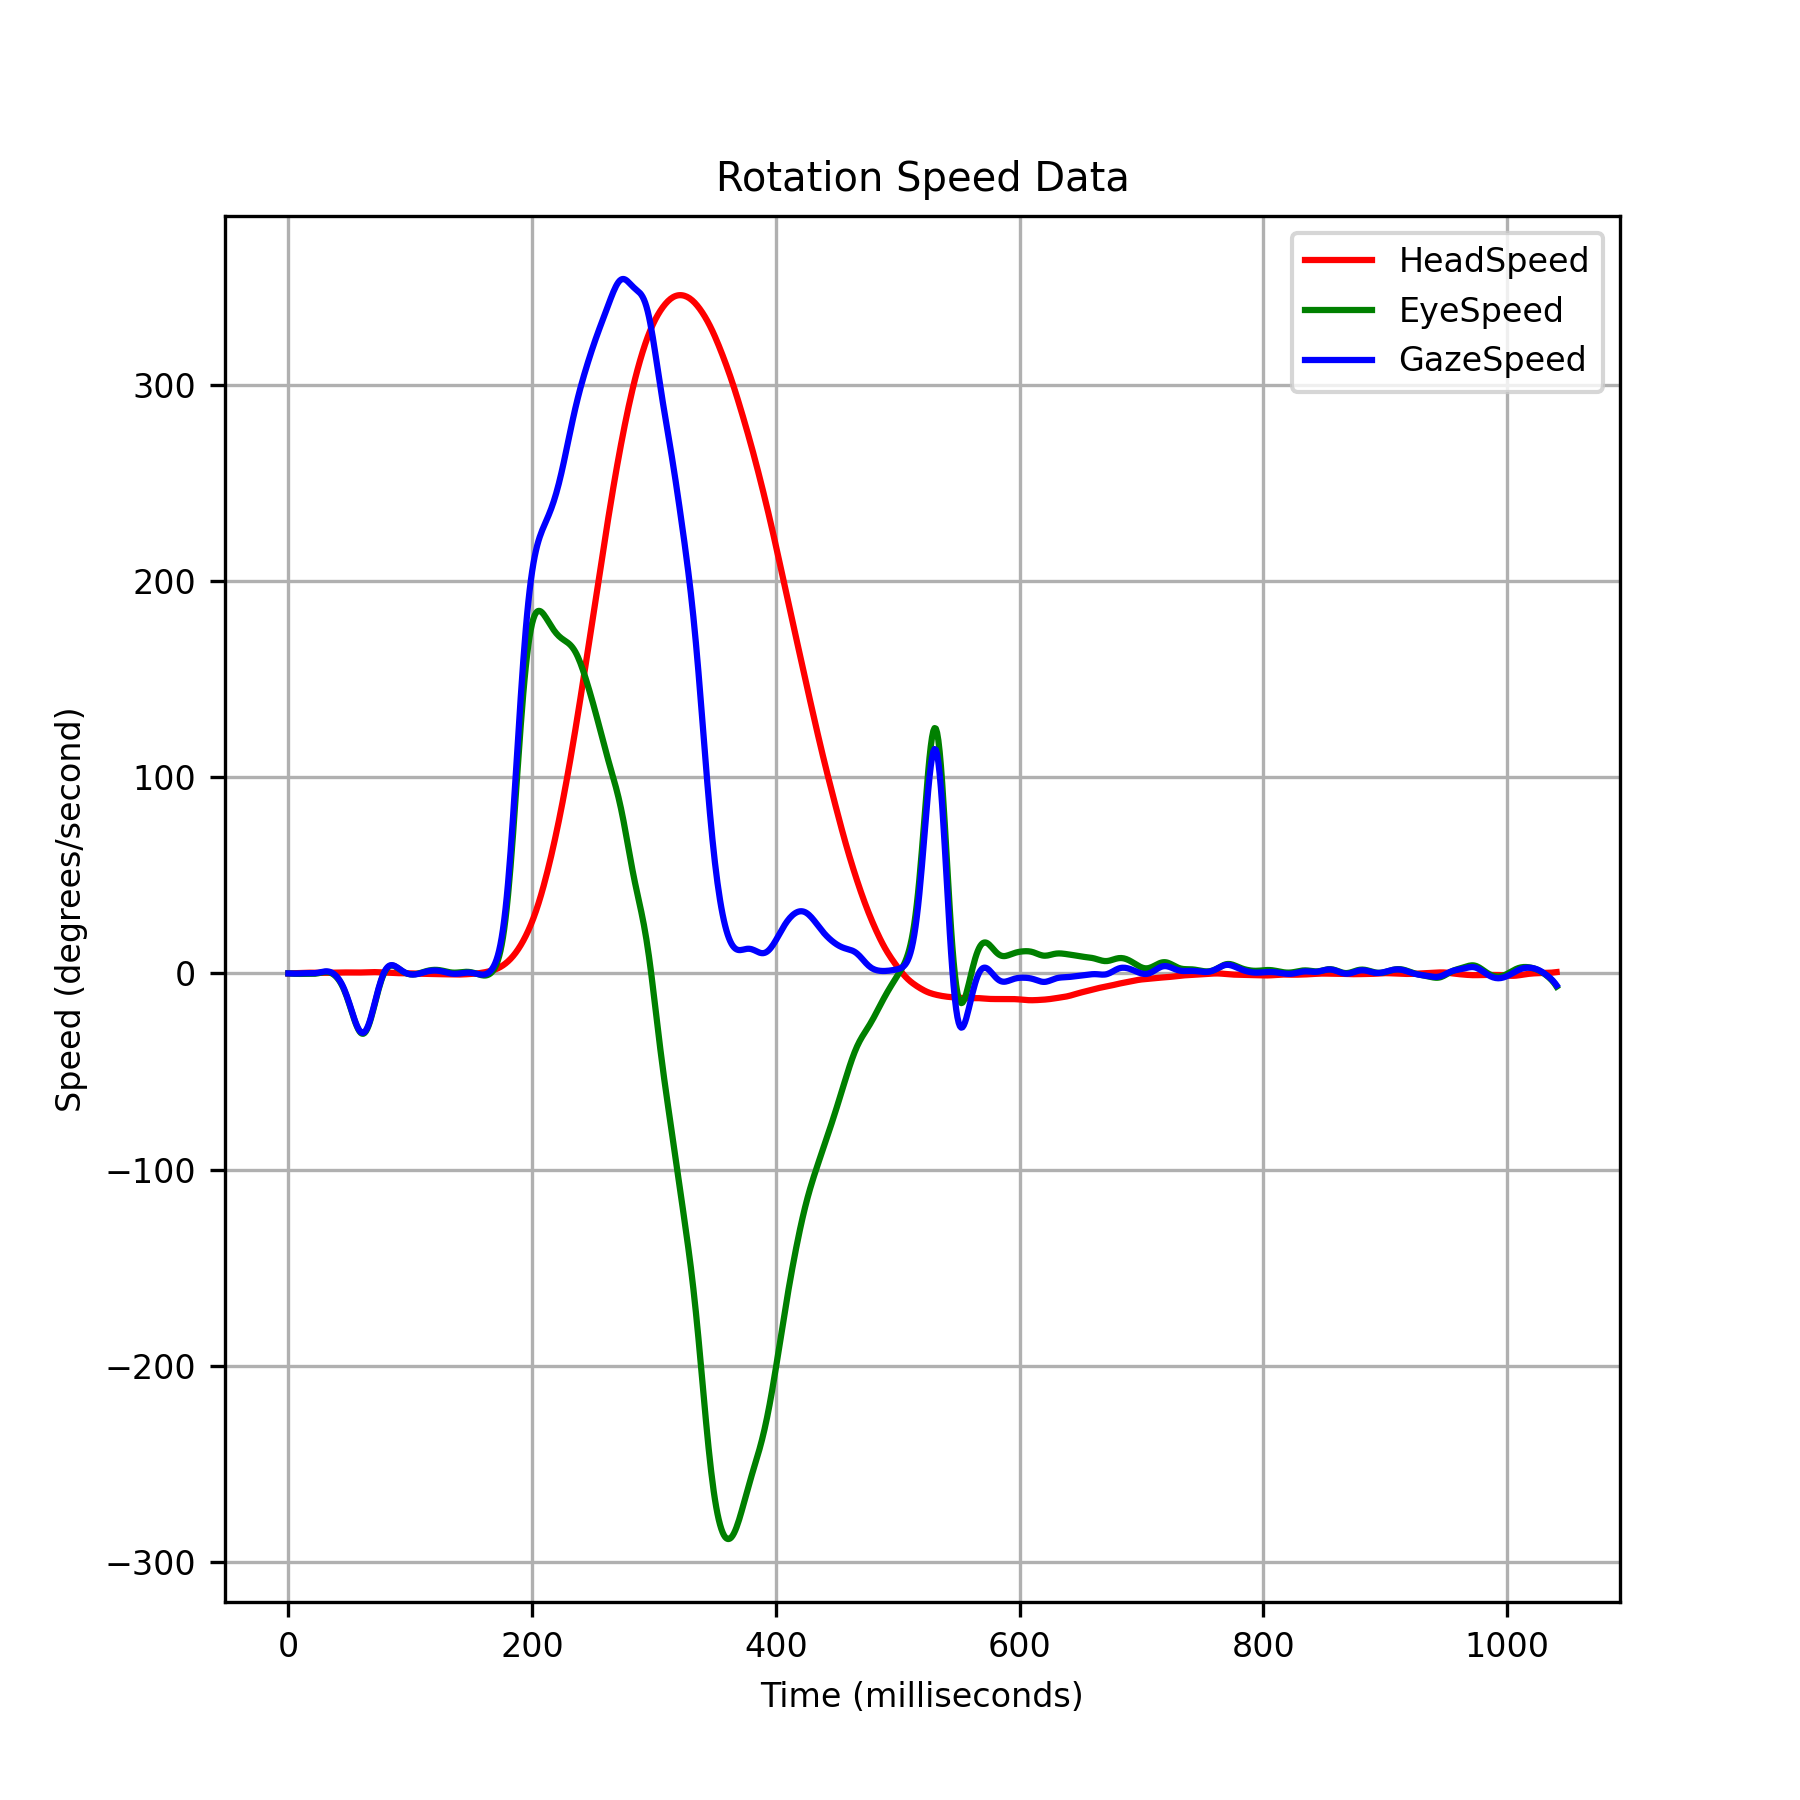 Rotation Speed Data
HeadSpeed
EyeSpeed
GazeSpeed
300
200
100
0
−100
−200
−300
Speed (degrees/second)
0 200 400 600 800 1000
Time (milliseconds)